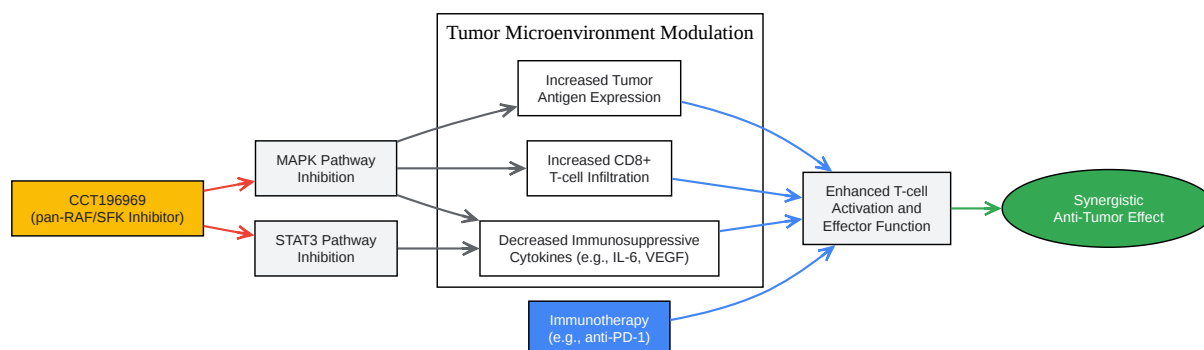 Tumor Microenvironment Modulation
Increased Tumor
Antigen Expression
MAPK Pathway
Inhibition
Increased CD8+
T-cell Infiltration
CCT196969
(pan-RAF/SFK Inhibitor)
Enhanced T-cell
Activation and
Effector Function
Synergistic
Anti-Tumor Effect
STAT3 Pathway
Inhibition
Decreased Immunosuppressive
Cytokines (e.g., IL-6, VEGF)
Immunotherapy
(e.g., anti-PD-1)